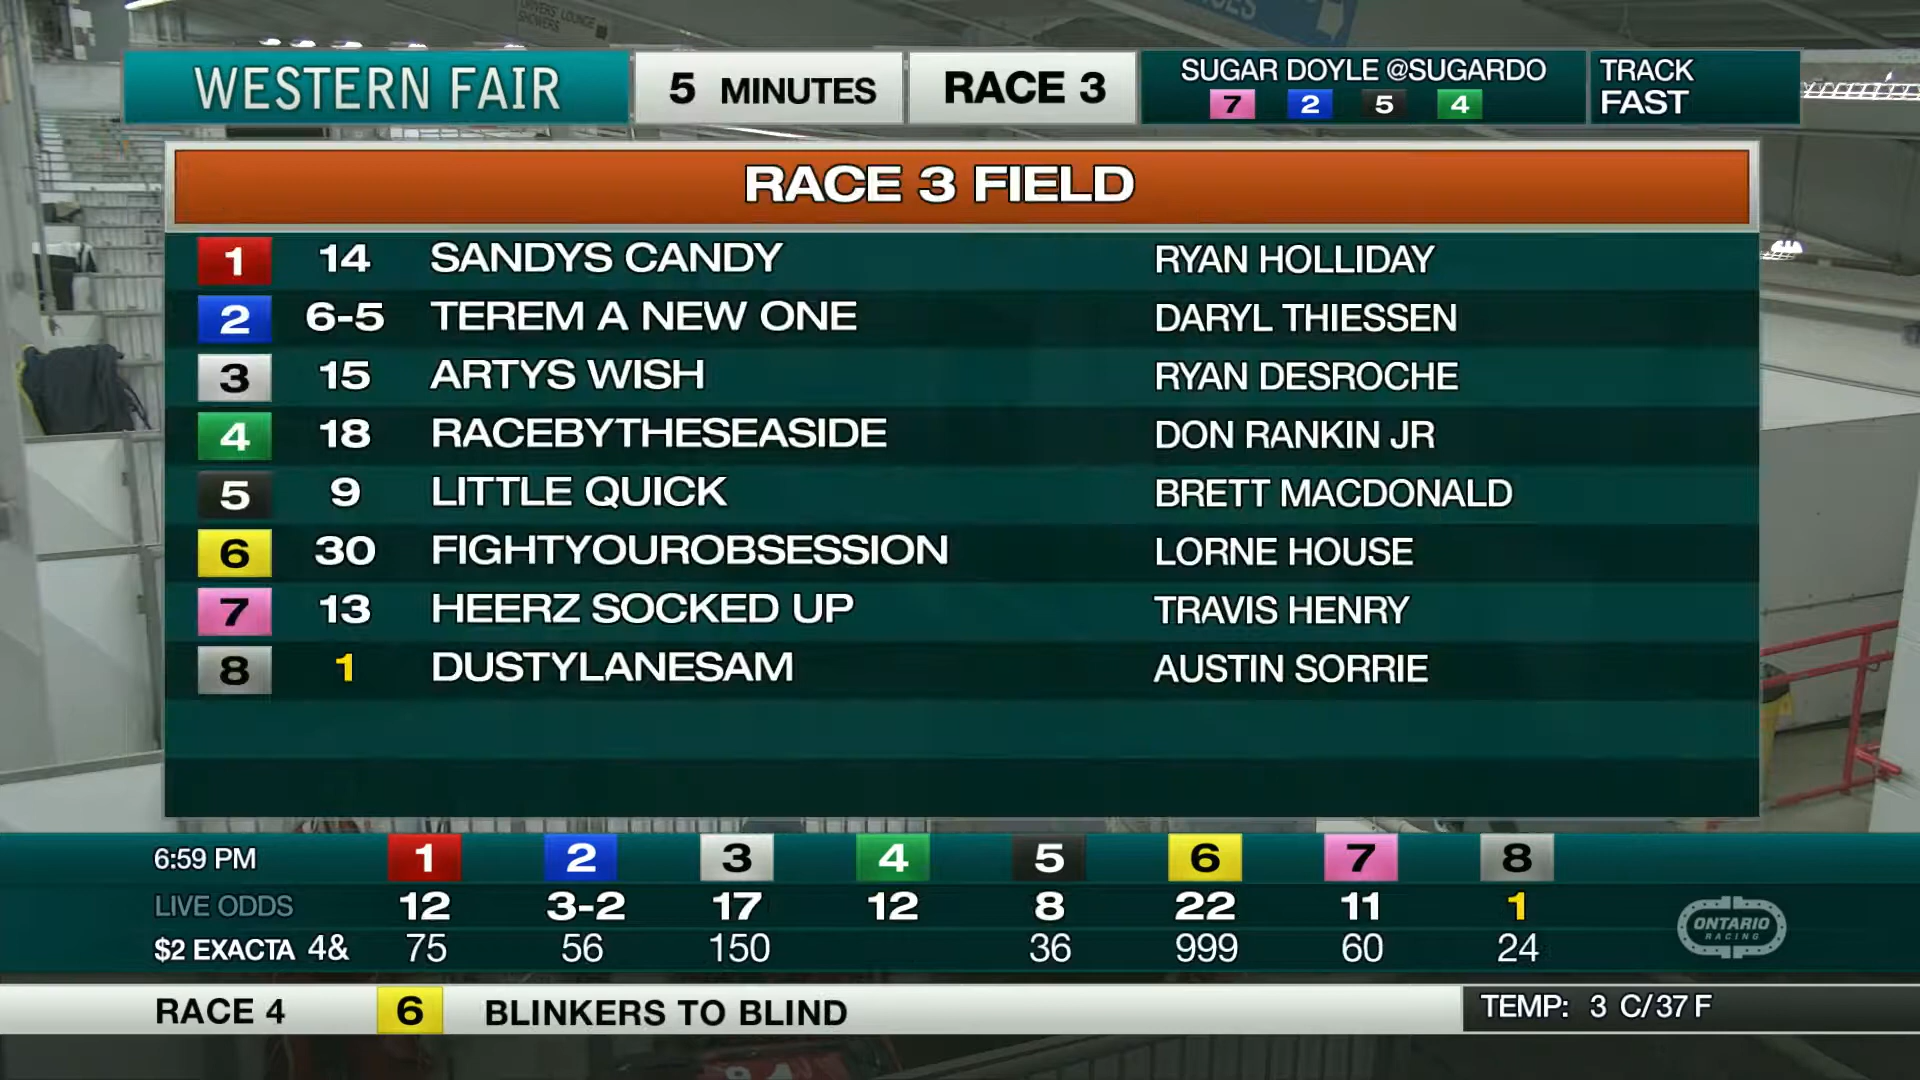 DRIVERS' LOUNGE
SHOWERS
WESTERN FAIR
5 MINUTES
RACE 3
SUGAR DOYLE @SUGARDO
7 2 5 4
TRACK
FAST
RACE 3 FIELD
1 14 SANDYS CANDY RYAN HOLLIDAY
2 6-5 TEREM A NEW ONE DARYL THIESSEN
3 15 ARTYS WISH RYAN DESROCHE
4 18 RACEBYTHESEASIDE DON RANKIN JR
5 9 LITTLE QUICK BRETT MACDONALD
6 30 FIGHTYOUROBSESSION LORNE HOUSE
7 13 HEERZ SOCKED UP TRAVIS HENRY
8 1 DUSTYLANESAM AUSTIN SORRIE
6:59 PM 1 2 3 4 5 6 7 8
LIVE ODDS 12 3-2 17 12 8 22 11 1
$2 EXACTA 4& 75 56 150 36 999 60 24
ONTARIO
RACING
RACE 4 6 BLINKERS TO BLIND
TEMP: 3 C/37 F